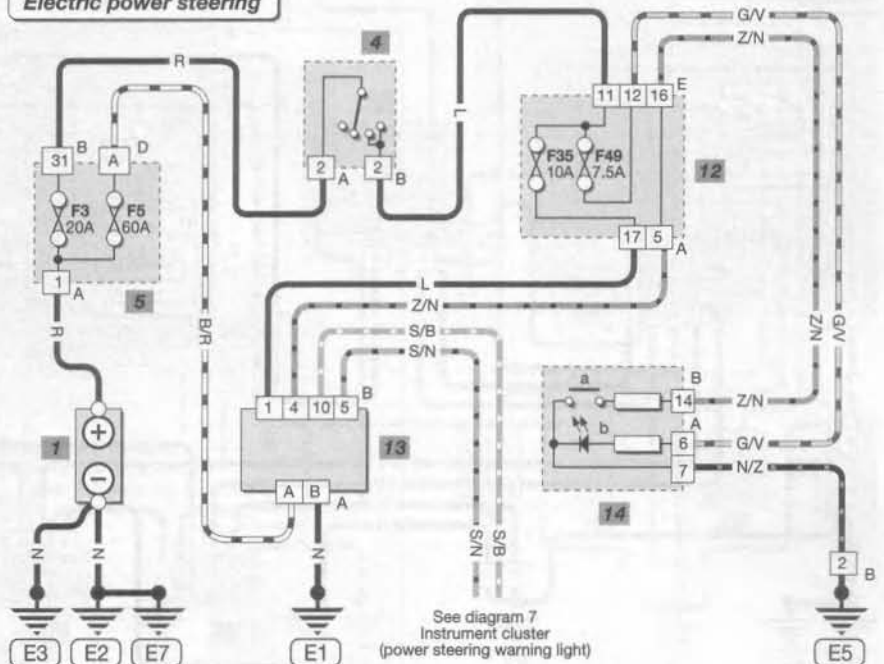 Electric power steering
R
4
G/V
Z/N
L
11 12 16 E
31 B
A D
F3
20A
F5
60A
1 A
5
2 A
2 B
F35
10A
F49
7.5A
12
17 5 A
R
B/R
L
Z/N
S/B
S/N
Z/N
G/V
1 4 10 5 B
13
A B A
a
b
B
14
A
6
7
Z/N
G/V
N/Z
14
1
+
−
N
N
N
S/N
S/B
2 B
E3
E2
E7
E1
E5
See diagram 7
Instrument cluster
(power steering warning light)